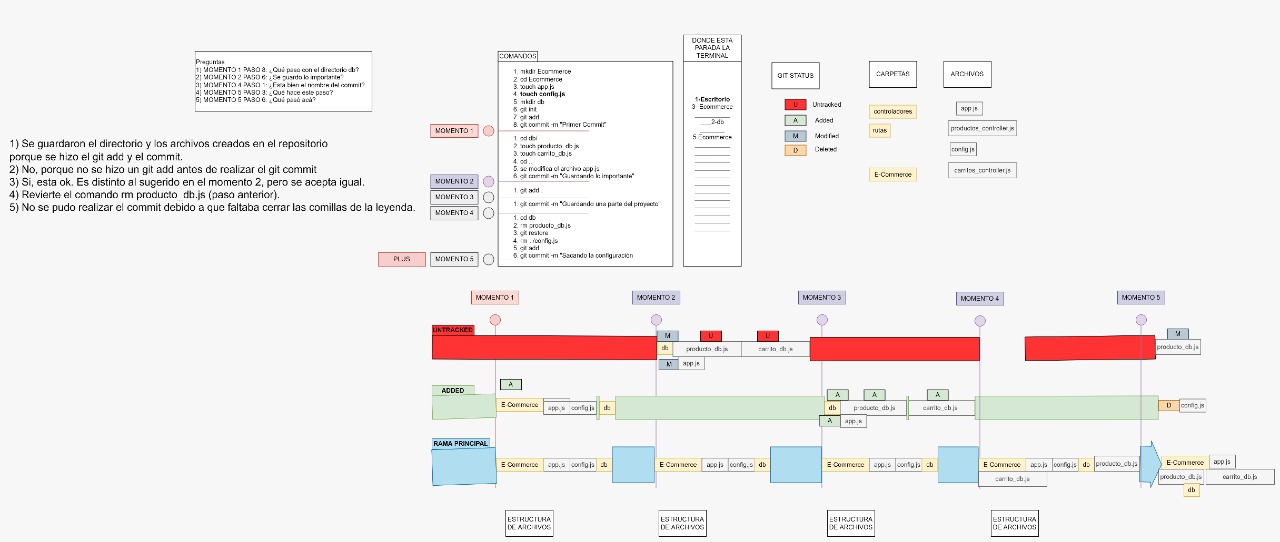 Preguntas
1) MOMENTO 1 PASO 8: ¿Qué paso con el directorio db?
2) MOMENTO 2 PASO 6: ¿Se guardo lo importante?
3) MOMENTO 4 PASO 1: ¿Esta bien el nombre del commit?
4) MOMENTO 5 PASO 3: ¿Qué hace este paso?
5) MOMENTO 5 PASO 6: ¿Qué pasó acá?
1) Se guardaron el directorio y los archivos creados en el repositorio
porque se hizo el git add y el commit.
2) No, porque no se hizo un git add antes de realizar el git commit
3) Si, esta ok. Es distinto al sugerido en el momento 2, pero se acepta igual.
4) Revierte el comando rm producto_db.js (paso anterior).
5) No se pudo realizar el commit debido a que faltaba cerrar las comillas de la leyenda.
COMANDOS
1. mkdir Ecommerce
2. cd Ecommerce
3. touch app.js
4. touch config.js
5. mkdir db
6. git init
7. git add
8. git commit -m "Primer Commit"
MOMENTO 1
1. cd db/
2. touch producto_db.js
3. touch carrito_db.js
4. cd ..
5. se modifica el archivo app.js
6. git commit -m "Guardando lo importante"
MOMENTO 2
1. git add .
MOMENTO 3
1. git commit -m "Guardando una parte del proyecto"
MOMENTO 4
1. cd db
2. rm producto_db.js
3. git restore
4. rm ../config.js
5. git add
6. git commit -m "Sacando la configuración
PLUS
MOMENTO 5
DONDE ESTA
PARADA LA
TERMINAL
1-Escritorio
3 Ecommerce
2-db
5 Ecommerce
GIT STATUS
U Untracked
A Added
M Modified
D Deleted
CARPETAS
controladores
rutas
E-Commerce
ARCHIVOS
app.js
productos_controller.js
config.js
carritos_controller.js
MOMENTO 1
MOMENTO 2
MOMENTO 3
MOMENTO 4
MOMENTO 5
UNTRACKED
M U U
db producto_db.js carrito_db.js
M app.js
M
producto_db.js
ADDED
A
E-Commerce app.js config.js db
A A A
db producto_db.js carrito_db.js
A app.js
D config.js
RAMA PRINCIPAL
E-Commerce app.js config.js db
E-Commerce app.js config.js db
E-Commerce app.js config.js db
E-Commerce app.js config.js db producto_db.js
carrito_db.js
E-Commerce app.js
producto_db.js carrito_db.js
db
ESTRUCTURA
DE ARCHIVOS
ESTRUCTURA
DE ARCHIVOS
ESTRUCTURA
DE ARCHIVOS
ESTRUCTURA
DE ARCHIVOS